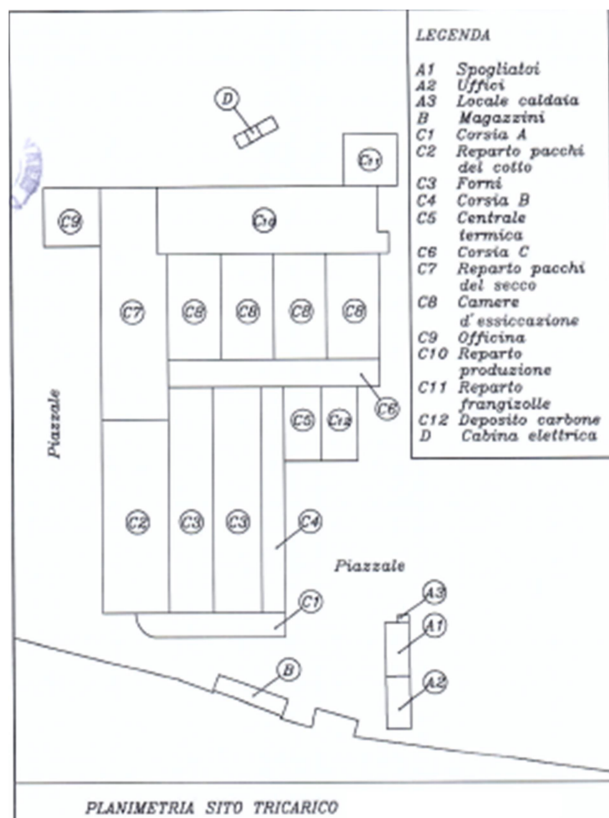 LEGENDA
A1 Spogliatoi
A2 Uffici
A3 Locale caldaia
B Magazzini
C1 Corsia A
C2 Reparto pacchi
del cotto
C3 Forni
C4 Corsia B
C5 Centrale
termica
C6 Corsia C
C7 Reparto pacchi
del secco
C8 Camere
d'essiccazione
C9 Officina
C10 Reparto
produzione
C11 Reparto
frangizolle
C12 Deposito carbone
D Cabina elettrica
D
C11
C9
C10
C7
C8
C8
C8
C8
C6
Piazzale
C5
C12
C2
C3
C3
C4
Piazzale
C1
A3
A1
B
A2
PLANIMETRIA SITO TRICARICO